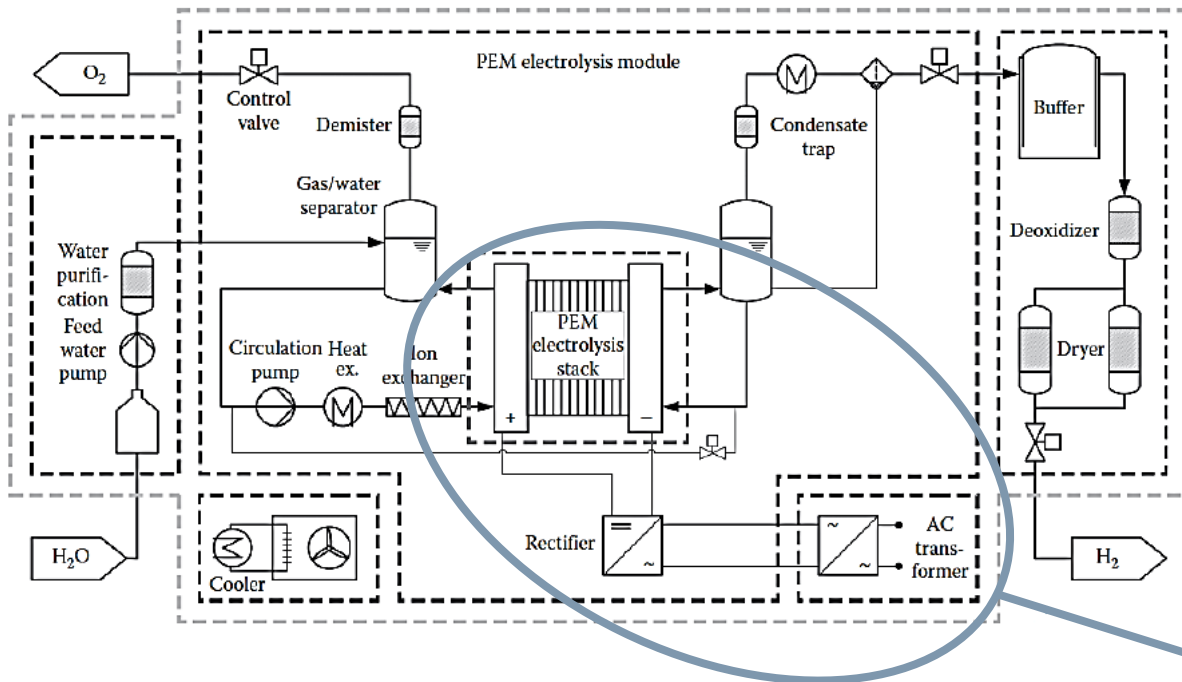 PEM electrolysis module
O₂
Control
valve
Demister
Gas/water
separator
Condensate
trap
Buffer
Deoxidizer
Dryer
Water
purifi-
cation
Feed
water
pump
Circulation
pump
Heat
ex.
Ion
exchanger
PEM
electrolysis
stack
+
−
Rectifier
=
~
~
~
AC
trans-
former
Cooler
H₂O
H₂